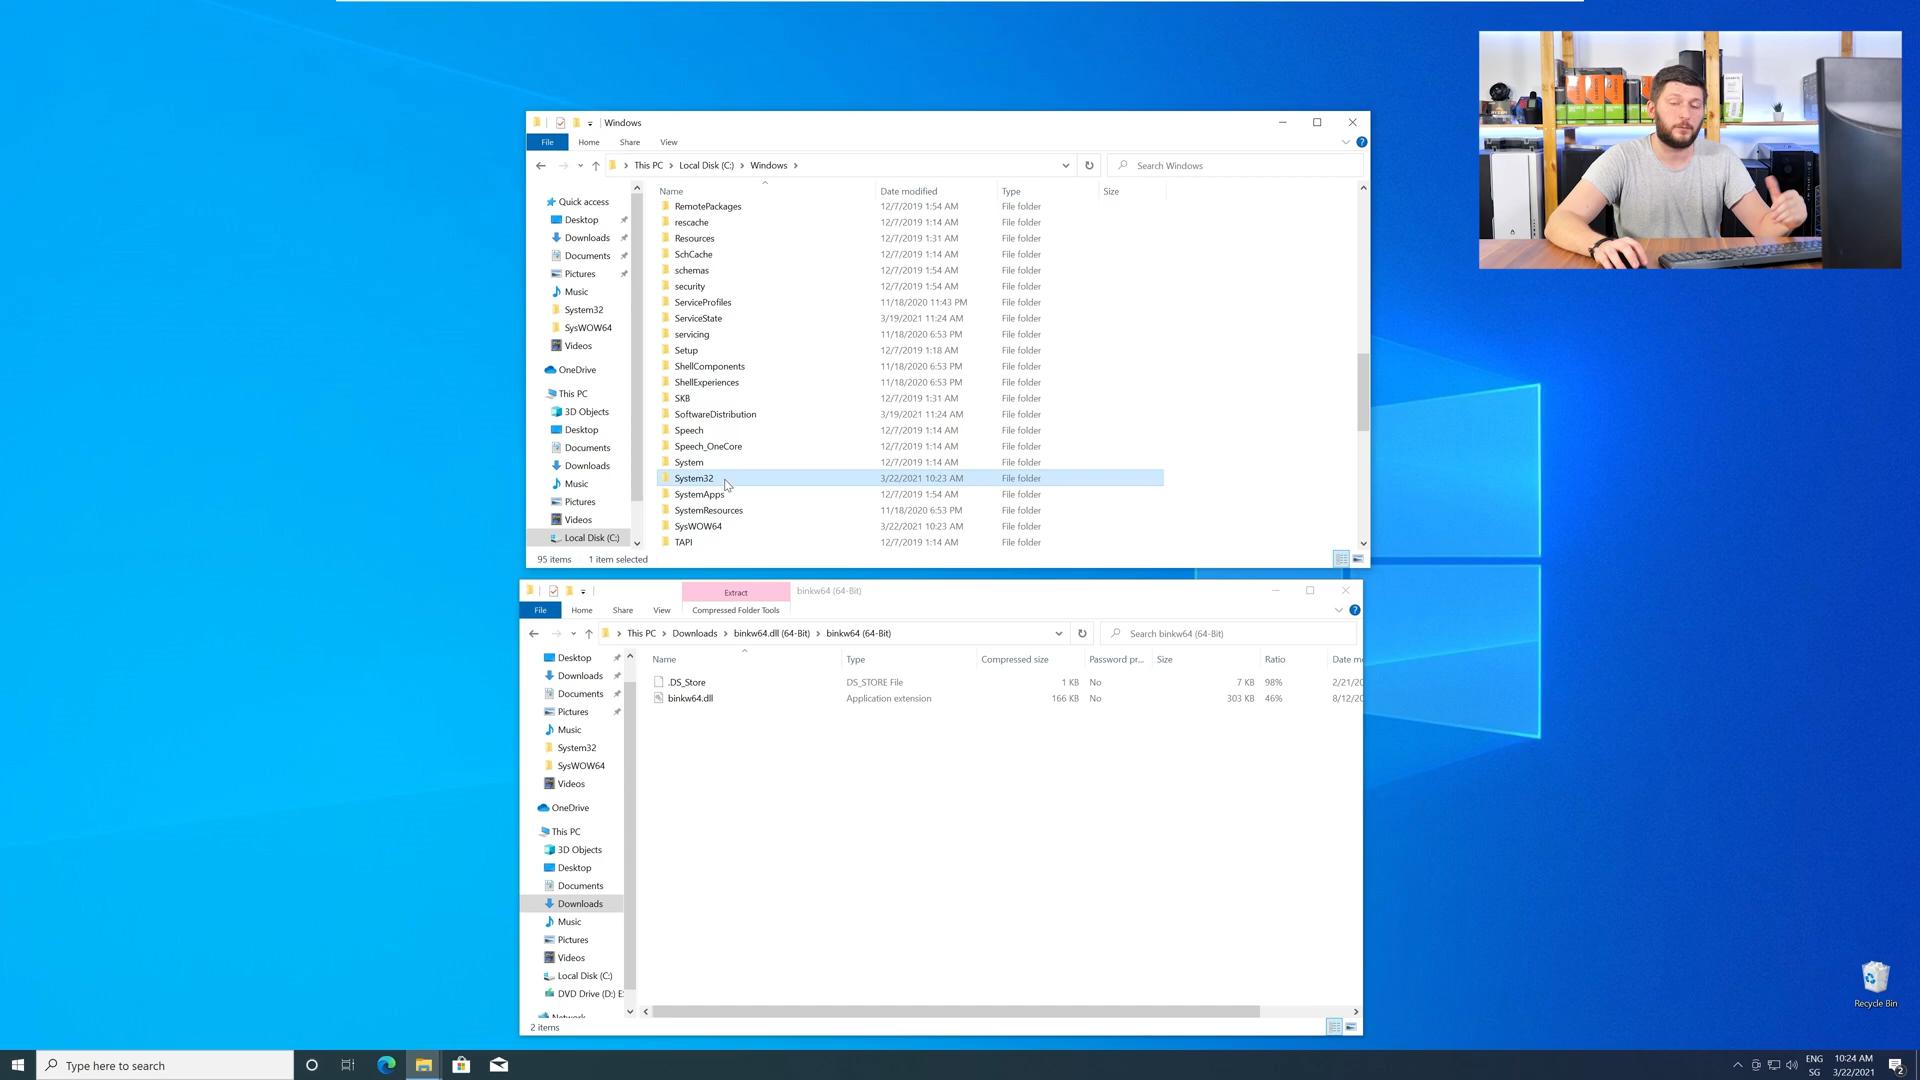 Windows
File Home Share View
This PC Local Disk (C:) Windows
Search Windows
Name Date modified Type Size
Quick access
Desktop
Downloads
Documents
Pictures
Music
System32
SysWOW64
Videos
OneDrive
This PC
3D Objects
Desktop
Documents
Downloads
Music
Pictures
Videos
Local Disk (C:)
RemotePackages 12/7/2019 1:54 AM File folder
rescache 12/7/2019 1:14 AM File folder
Resources 12/7/2019 1:31 AM File folder
SchCache 12/7/2019 1:14 AM File folder
schemas 12/7/2019 1:54 AM File folder
security 12/7/2019 1:54 AM File folder
ServiceProfiles 11/18/2020 11:43 PM File folder
ServiceState 3/19/2021 11:24 AM File folder
servicing 11/18/2020 6:53 PM File folder
Setup 12/7/2019 1:18 AM File folder
ShellComponents 11/18/2020 6:53 PM File folder
ShellExperiences 11/18/2020 6:53 PM File folder
SKB 12/7/2019 1:31 AM File folder
SoftwareDistribution 3/19/2021 11:24 AM File folder
Speech 12/7/2019 1:14 AM File folder
Speech_OneCore 12/7/2019 1:14 AM File folder
System 12/7/2019 1:14 AM File folder
System32 3/22/2021 10:23 AM File folder
SystemApps 12/7/2019 1:54 AM File folder
SystemResources 11/18/2020 6:53 PM File folder
SysWOW64 3/22/2021 10:23 AM File folder
TAPI 12/7/2019 1:14 AM File folder
95 items 1 item selected
Extract binkw64 (64-Bit)
File Home Share View Compressed Folder Tools
This PC Downloads binkw64.dll (64-Bit) binkw64 (64-Bit)
Search binkw64 (64-Bit)
Name Type Compressed size Password pr... Size Ratio Date m
Desktop
Downloads
Documents
Pictures
Music
System32
SysWOW64
Videos
OneDrive
This PC
3D Objects
Desktop
Documents
Downloads
Music
Pictures
Videos
Local Disk (C:)
DVD Drive (D:) E
Network
.DS_Store DS_STORE File 1 KB No 7 KB 98% 2/21/20
binkw64.dll Application extension 166 KB No 303 KB 46% 8/12/20
2 items
Recycle Bin
Type here to search
ENG
SG
10:24 AM
3/22/2021
2